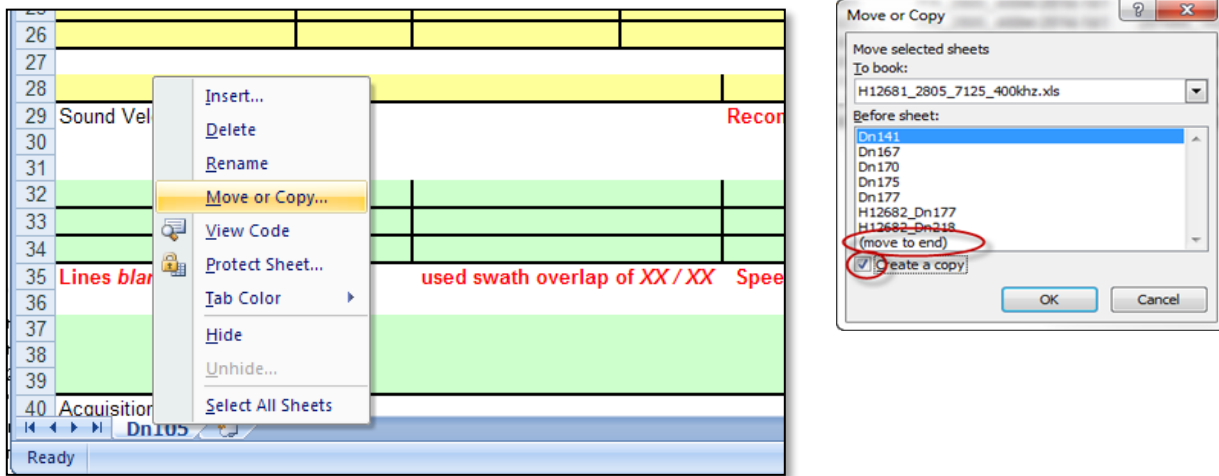 26
27
28
29 Sound Vel Recon
30
31
32
33
34
35 Lines blan used swath overlap of XX / XX Spee
36
37
38
39
40 Acquisition
Dn105
Ready
Insert...
Delete
Rename
Move or Copy...
View Code
Protect Sheet...
Tab Color
Hide
Unhide...
Select All Sheets
Move or Copy
Move selected sheets
To book:
H12681_2805_7125_400khz.xls
Before sheet:
Dn141
Dn167
Dn170
Dn175
Dn177
H12682_Dn177
H12682_Dn218
(move to end)
Create a copy
OK Cancel